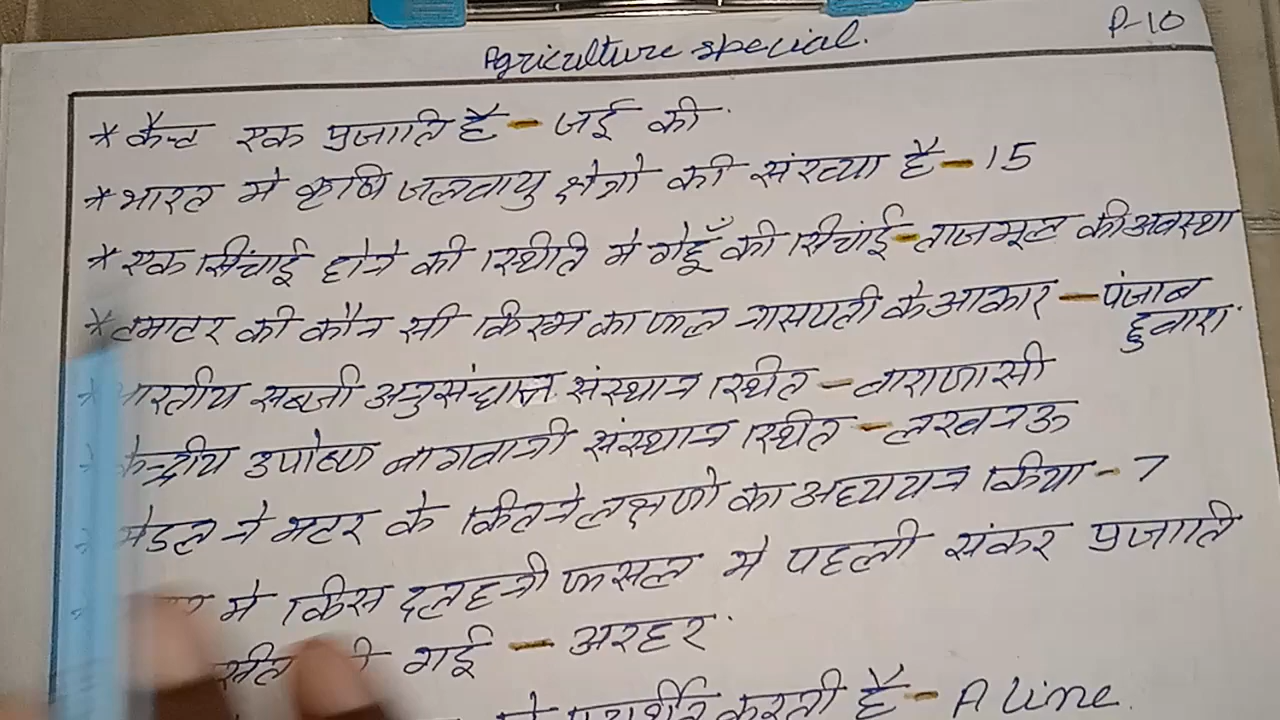 Agriculture special.
P-10
* कैन्ट एक प्रजाति है - जई की.
* भारत मे कृषि जलवायु क्षेत्रो की संख्या है - 15
* एक सिंचाई होने की स्थिति मे गेहूँ की सिचांई - ताजमूल की अवस्था
* टमाटर की कौन सी किस्म का फल नासपती के आकार - पंजाब
छुवारा.
* भारतीय सब्जी अनुसंधान संस्थान स्थित - वाराणासी
केन्द्रीय उपोष्ण बागवानी संस्थान स्थित - लखनऊ
मेंडल ने मटर के कितने लक्षणो का अध्ययन किया - 7
मे किस दलहनी फसल मे पहली संकर प्रजाति
गई - अरहर.
करती है - A line.